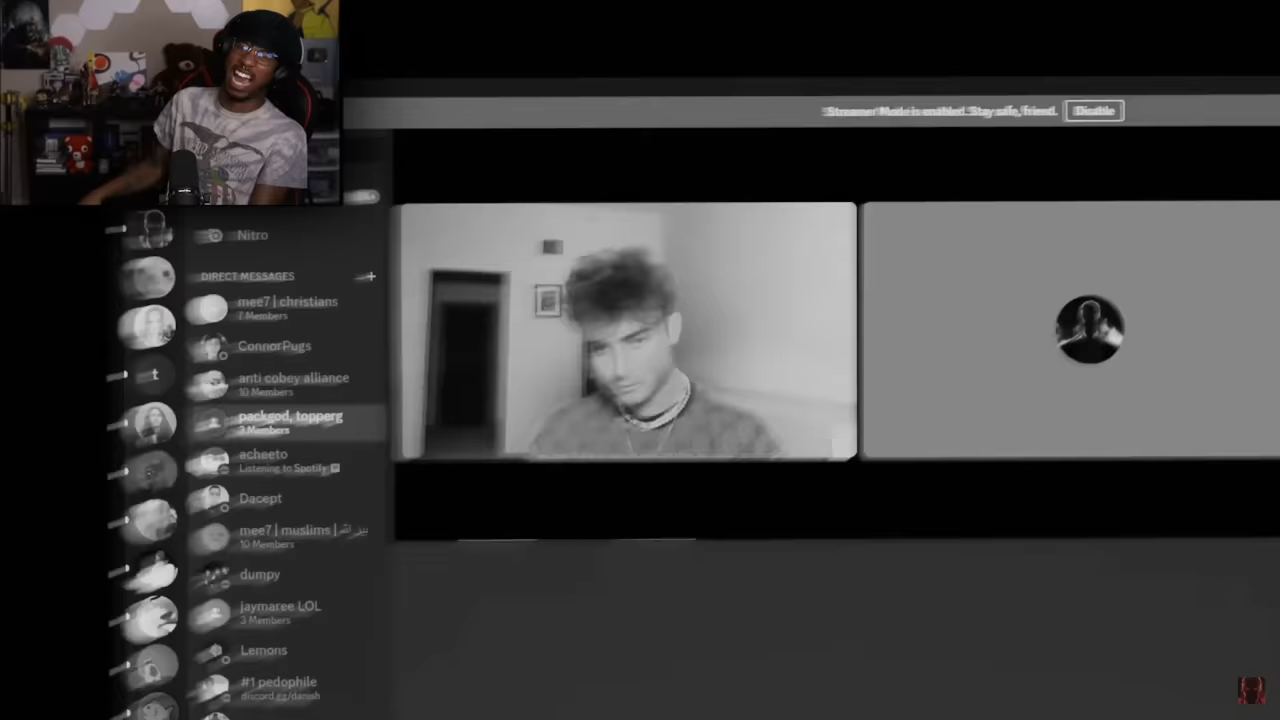 Streamer Mode is enabled. Stay safe, friend.
Disable
Nitro
DIRECT MESSAGES
mee7 | christians
7 Members
ConnorPugs
anti cobey alliance
10 Members
packgod, topperg
3 Members
acheeto
Listening to Spotify
Dacept
mee7 | muslims |
10 Members
dumpy
jaymaree LOL
3 Members
Lemons
#1 pedophile
discord.gg/danish
t